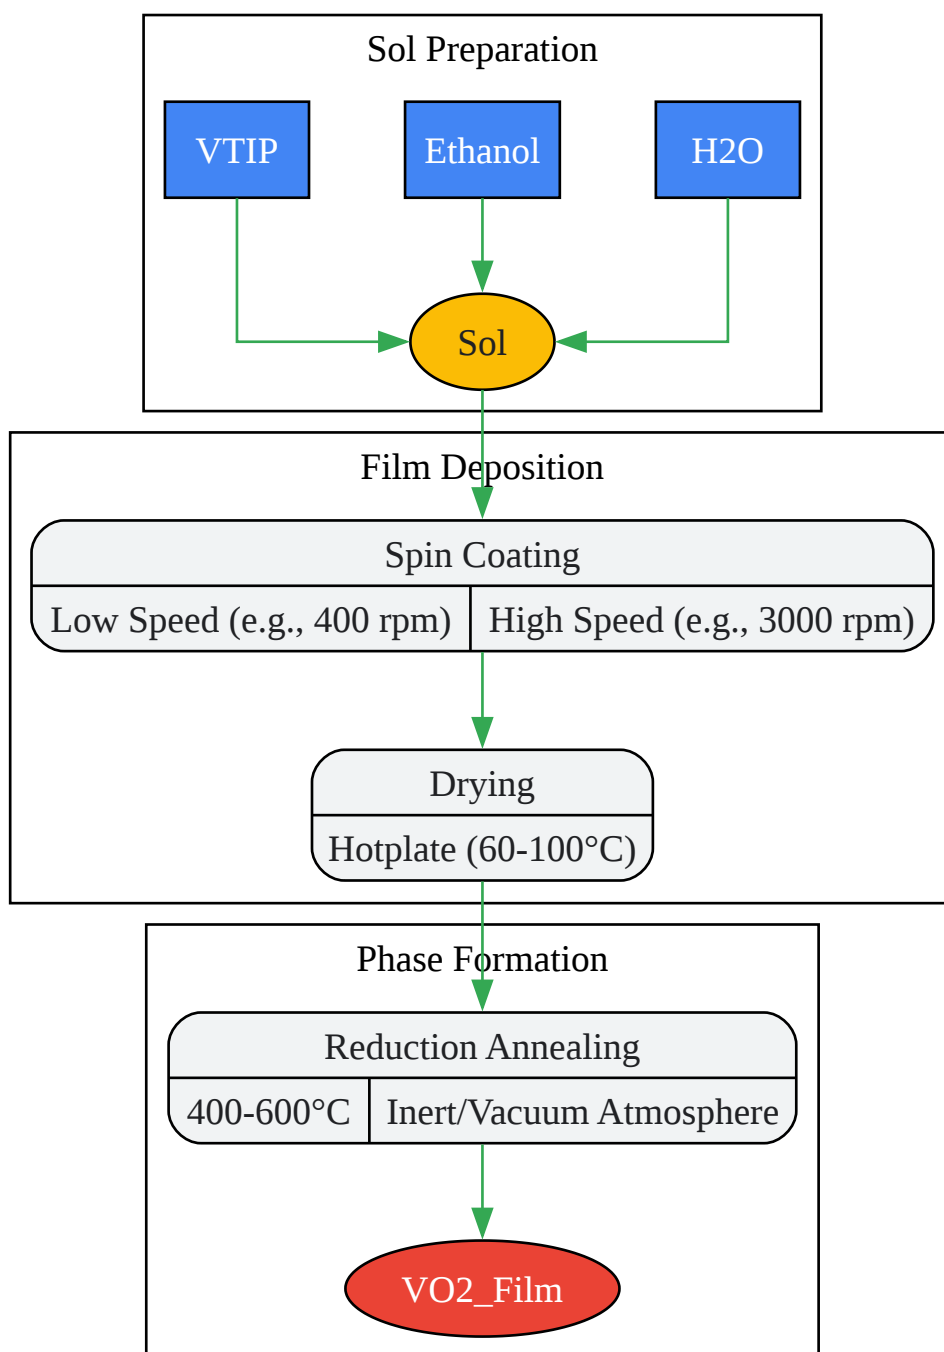 Sol Preparation
VTIP
Ethanol
H2O
Sol
Film Deposition
Spin Coating
Low Speed (e.g., 400 rpm)
High Speed (e.g., 3000 rpm)
Drying
Hotplate (60-100°C)
Phase Formation
Reduction Annealing
400-600°C
Inert/Vacuum Atmosphere
VO2_Film